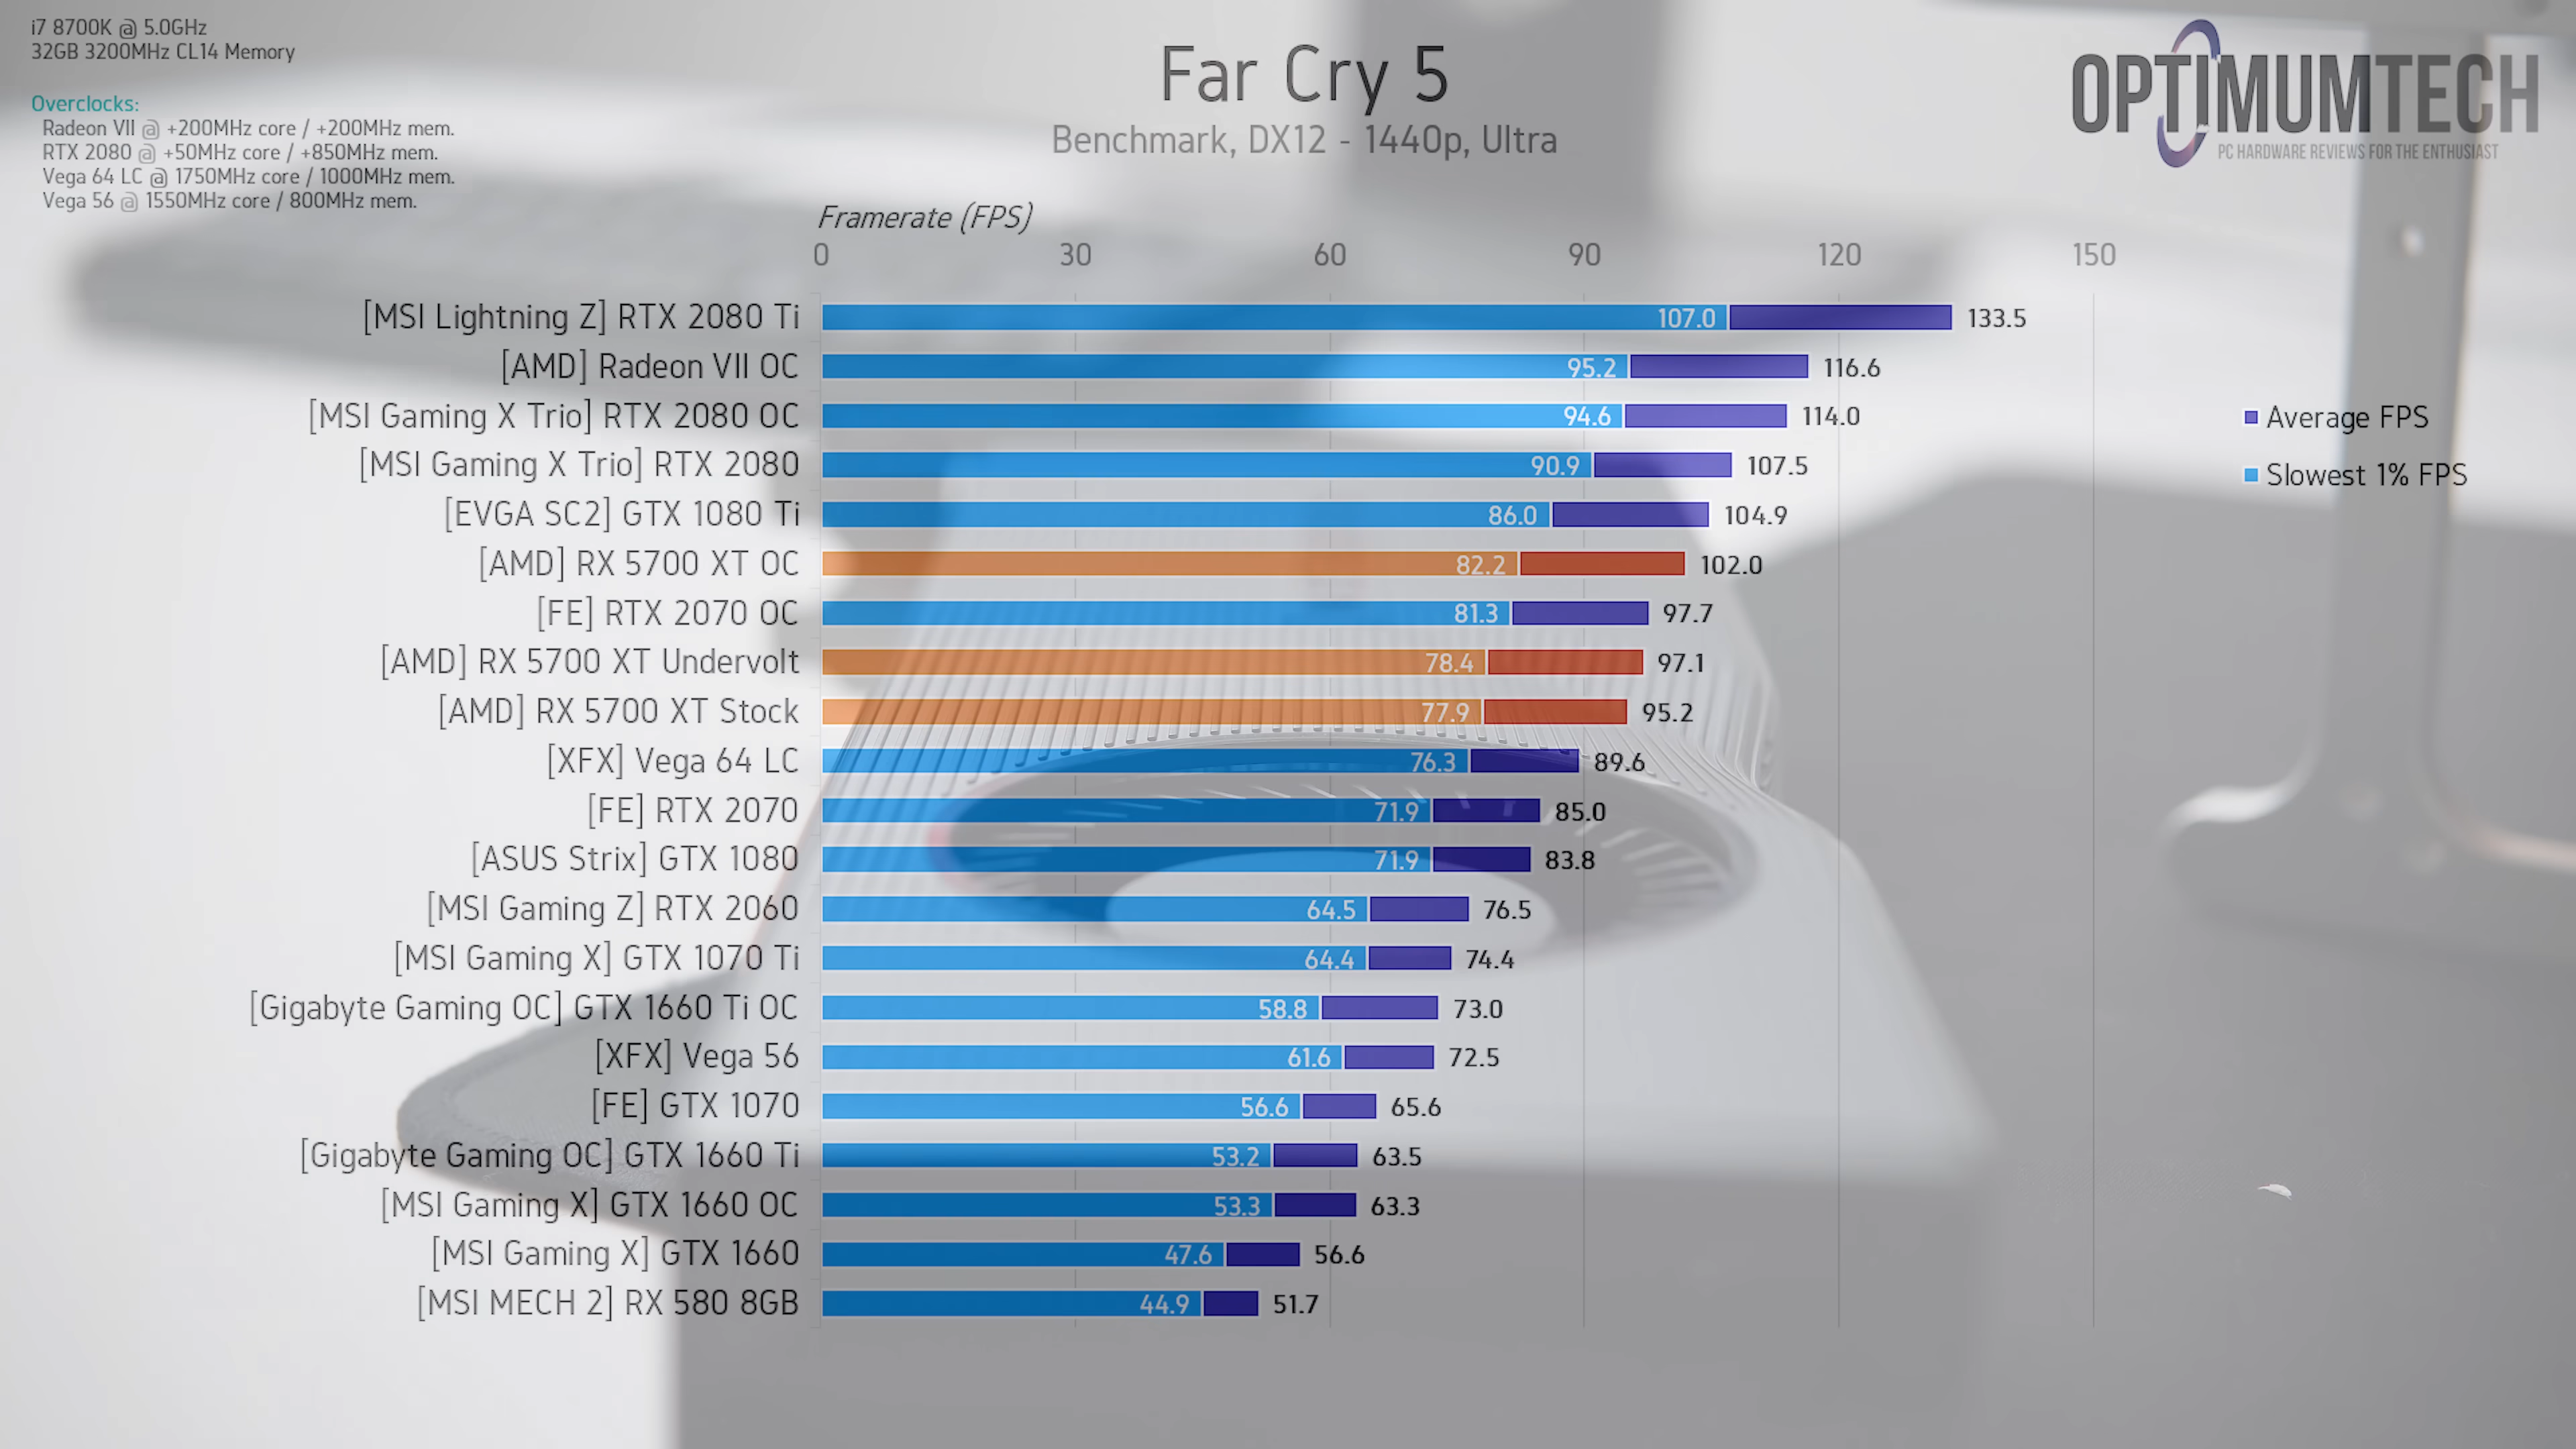 i7 8700K @ 5.0GHz
32GB 3200MHz CL14 Memory
Overclocks:
Radeon VII @ +200MHz core / +200MHz mem.
RTX 2080 @ +50MHz core / +850MHz mem.
Vega 64 LC @ 1750MHz core / 1000MHz mem.
Vega 56 @ 1550MHz core / 800MHz mem.
Far Cry 5
Benchmark, DX12 - 1440p, Ultra
OPTIMUMTECH
PC HARDWARE REVIEWS FOR THE ENTHUSIAST
Framerate (FPS)
0 30 60 90 120 150
[MSI Lightning Z] RTX 2080 Ti 107.0 133.5
[AMD] Radeon VII OC 95.2 116.6
[MSI Gaming X Trio] RTX 2080 OC 94.6 114.0
[MSI Gaming X Trio] RTX 2080 90.9 107.5
[EVGA SC2] GTX 1080 Ti 86.0 104.9
[AMD] RX 5700 XT OC 82.2 102.0
[FE] RTX 2070 OC 81.3 97.7
[AMD] RX 5700 XT Undervolt 78.4 97.1
[AMD] RX 5700 XT Stock 77.9 95.2
[XFX] Vega 64 LC 76.3 89.6
[FE] RTX 2070 71.9 85.0
[ASUS Strix] GTX 1080 71.9 83.8
[MSI Gaming Z] RTX 2060 64.5 76.5
[MSI Gaming X] GTX 1070 Ti 64.4 74.4
[Gigabyte Gaming OC] GTX 1660 Ti OC 58.8 73.0
[XFX] Vega 56 61.6 72.5
[FE] GTX 1070 56.6 65.6
[Gigabyte Gaming OC] GTX 1660 Ti 53.2 63.5
[MSI Gaming X] GTX 1660 OC 53.3 63.3
[MSI Gaming X] GTX 1660 47.6 56.6
[MSI MECH 2] RX 580 8GB 44.9 51.7
Average FPS
Slowest 1% FPS